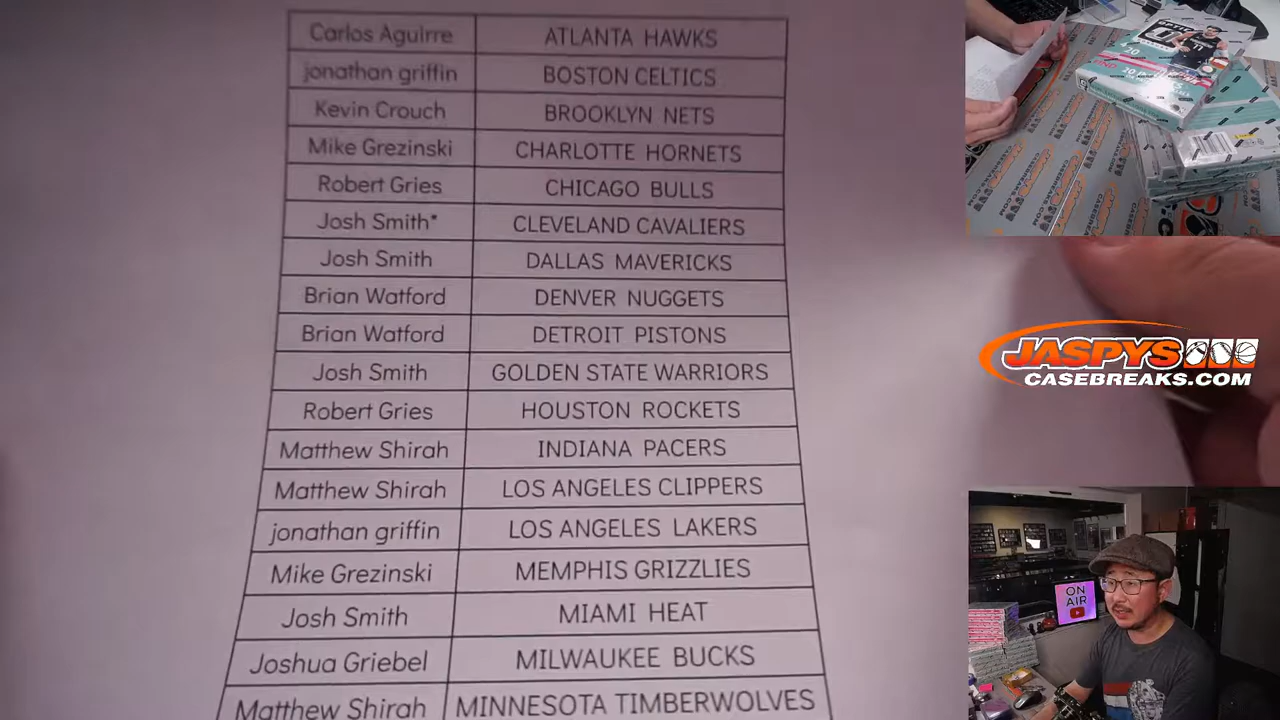 Carlos Aguirre ATLANTA HAWKS
jonathan griffin BOSTON CELTICS
Kevin Crouch BROOKLYN NETS
Mike Grezinski CHARLOTTE HORNETS
Robert Gries CHICAGO BULLS
Josh Smith* CLEVELAND CAVALIERS
Josh Smith DALLAS MAVERICKS
Brian Watford DENVER NUGGETS
Brian Watford DETROIT PISTONS
Josh Smith GOLDEN STATE WARRIORS
Robert Gries HOUSTON ROCKETS
Matthew Shirah INDIANA PACERS
Matthew Shirah LOS ANGELES CLIPPERS
jonathan griffin LOS ANGELES LAKERS
Mike Grezinski MEMPHIS GRIZZLIES
Josh Smith MIAMI HEAT
Joshua Griebel MILWAUKEE BUCKS
Matthew Shirah MINNESOTA TIMBERWOLVES
JASPYS
CASEBREAKS.COM
ON
AIR